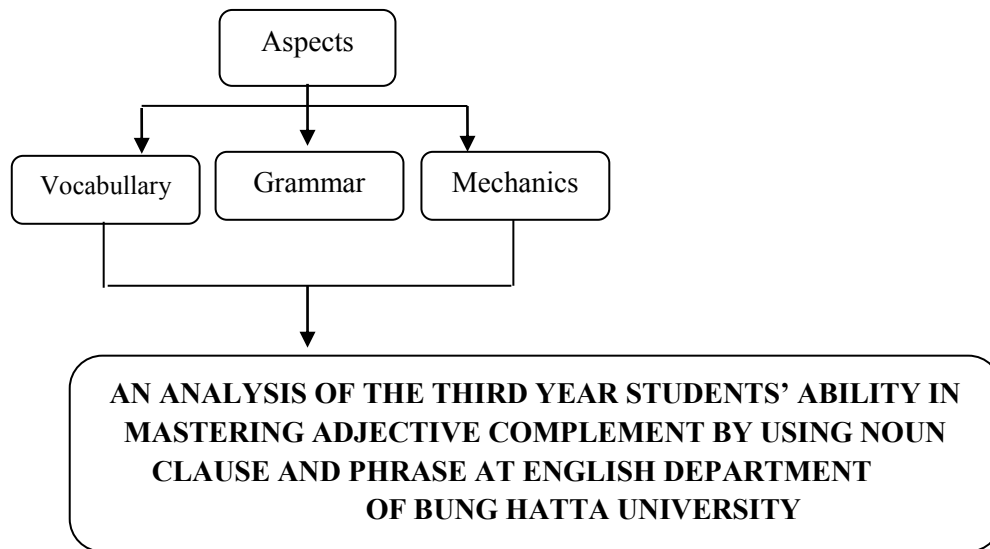 Aspects
Vocabullary
Grammar
Mechanics
AN ANALYSIS OF THE THIRD YEAR STUDENTS’ ABILITY IN
MASTERING ADJECTIVE COMPLEMENT BY USING NOUN
CLAUSE AND PHRASE AT ENGLISH DEPARTMENT
OF BUNG HATTA UNIVERSITY